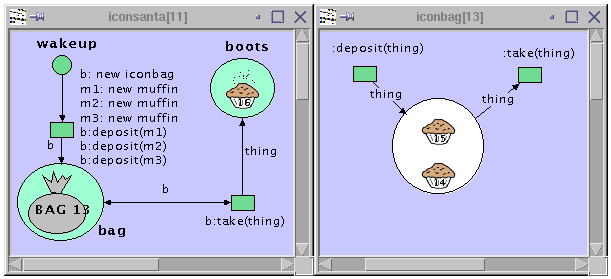 iconsanta[11]
wakeup
b: new iconbag
m1: new muffin
m2: new muffin
m3: new muffin
b:deposit(m1)
b:deposit(m2)
b:deposit(m3)
b
BAG 13
bag
b
b:take(thing)
thing
boots
16
iconbag[13]
:deposit(thing)
:take(thing)
thing
thing
15
14